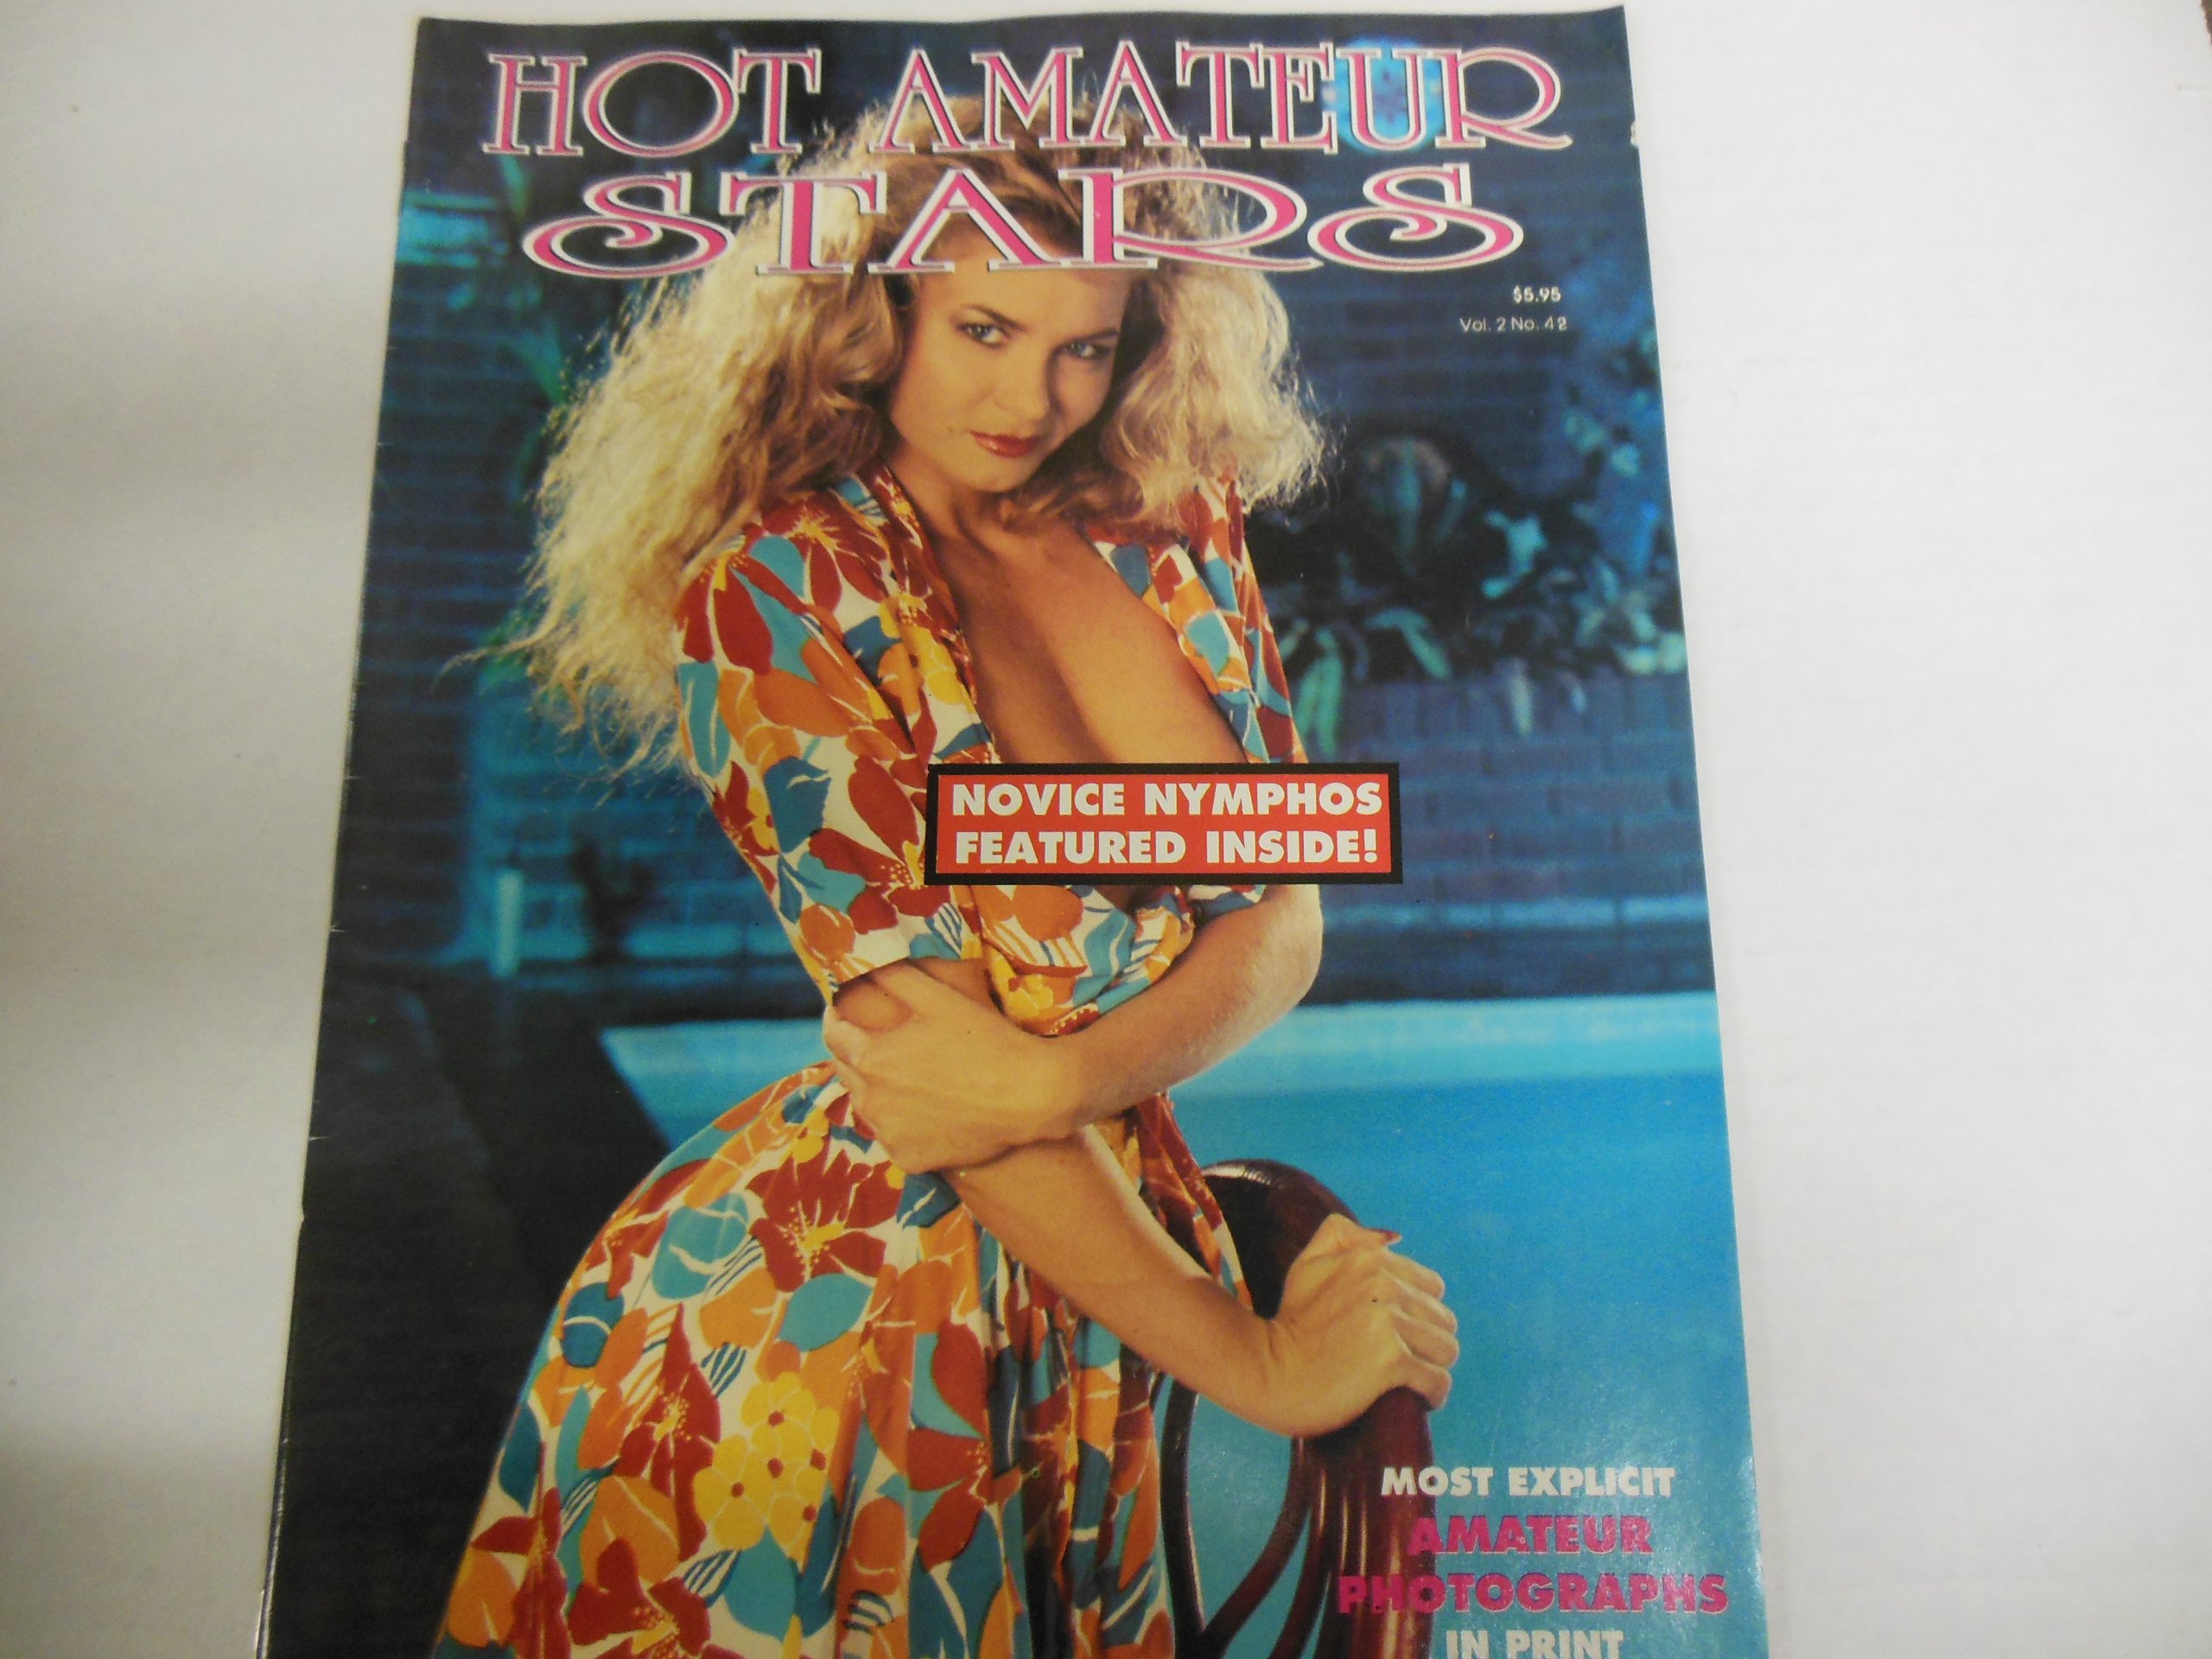 HOT AMATEUR
STARS
$5.95
Vol. 2 No. 42
NOVICE NYMPHOS
FEATURED INSIDE!
MOST EXPLICIT
AMATEUR
PHOTOGRAPHS
IN PRINT